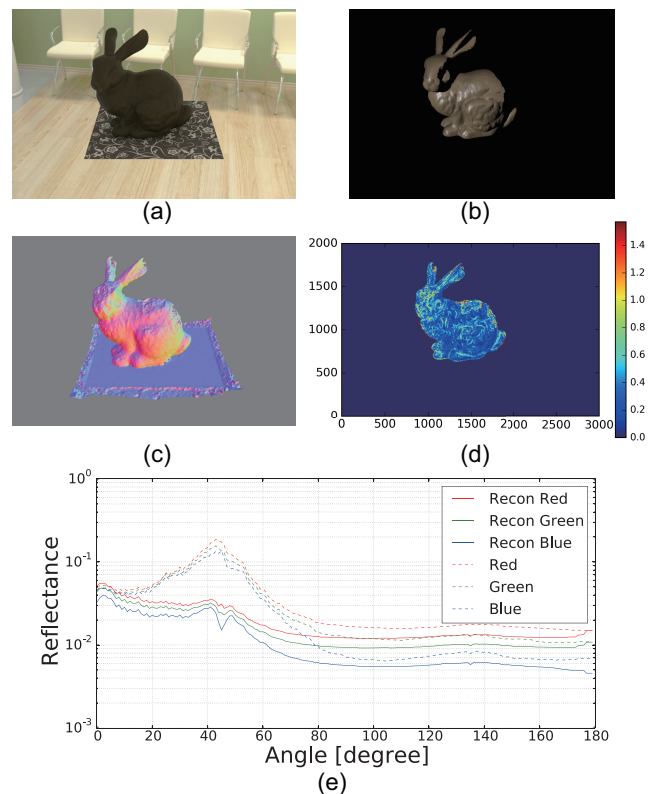 (a)
(b)
2000
1500
1000
500
0
0 500 1000 1500 2000 2500 3000
1.4
1.2
1.0
0.8
0.6
0.4
0.2
0.0
(c)
(d)
10^0
10^-1
10^-2
10^-3
Reflectance
Recon Red
Recon Green
Recon Blue
Red
Green
Blue
0 20 40 60 80 100 120 140 160 180
Angle [degree]
(e)